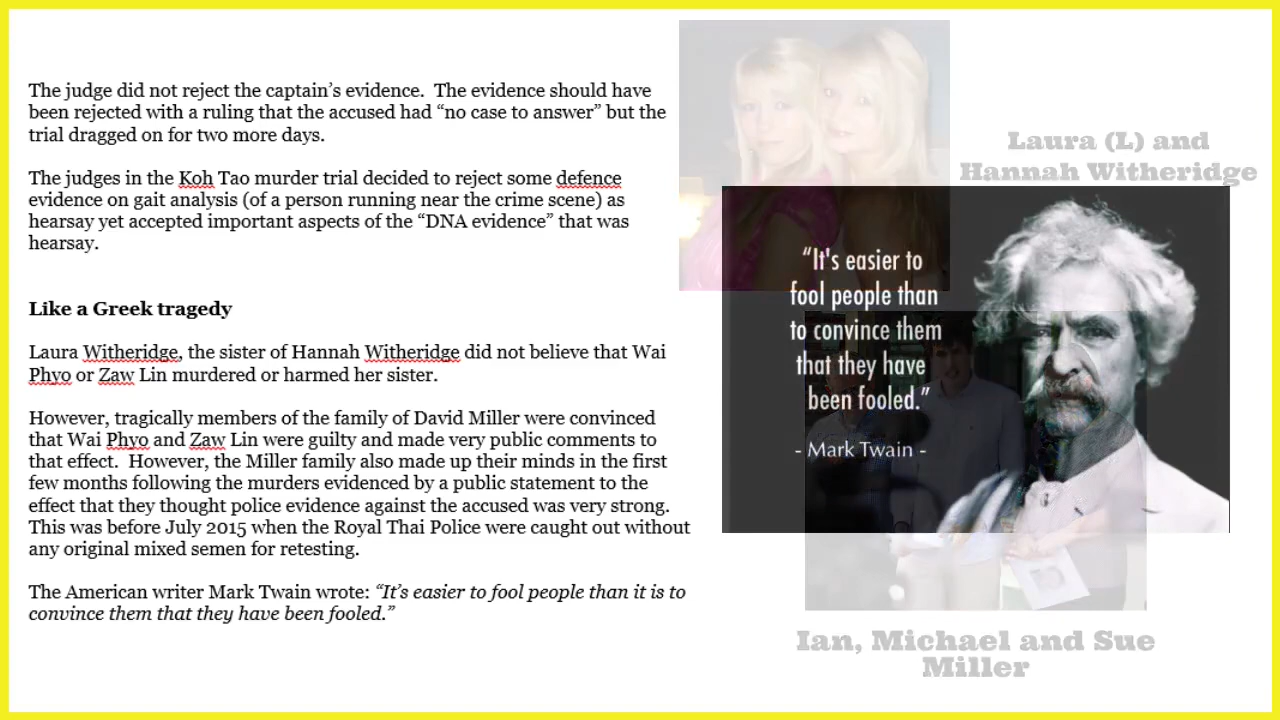 The judge did not reject the captain’s evidence.  The evidence should have
been rejected with a ruling that the accused had “no case to answer” but the
trial dragged on for two more days.
The judges in the Koh Tao murder trial decided to reject some defence
evidence on gait analysis (of a person running near the crime scene) as
hearsay yet accepted important aspects of the “DNA evidence” that was
hearsay.
Like a Greek tragedy
Laura Witheridge, the sister of Hannah Witheridge did not believe that Wai
Phyo or Zaw Lin murdered or harmed her sister.
However, tragically members of the family of David Miller were convinced
that Wai Phyo and Zaw Lin were guilty and made very public comments to
that effect.  However, the Miller family also made up their minds in the first
few months following the murders evidenced by a public statement to the
effect that they thought police evidence against the accused was very strong.
This was before July 2015 when the Royal Thai Police were caught out without
any original mixed semen for retesting.
The American writer Mark Twain wrote: “It’s easier to fool people than it is to
convince them that they have been fooled.”
Laura (L) and
Hannah Witheridge
“It's easier to
fool people than
to convince them
that they have
been fooled.”
- Mark Twain -
Ian, Michael and Sue
Miller